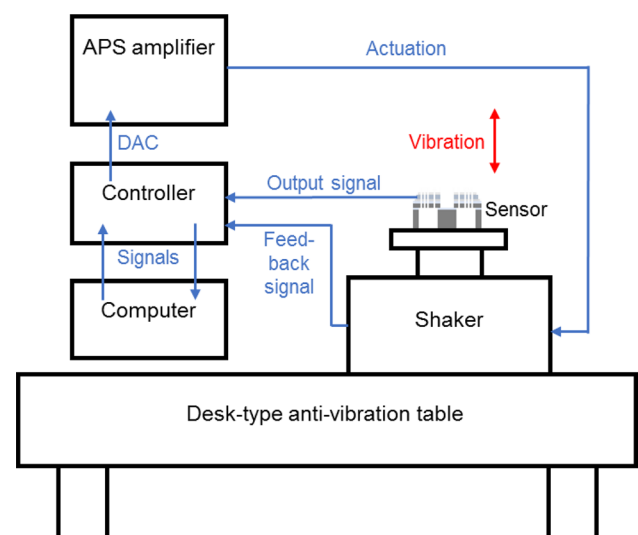 APS amplifier
Actuation
DAC
Vibration
Controller
Output signal
Sensor
Feed-
back
signal
Signals
Computer
Shaker
Desk-type anti-vibration table